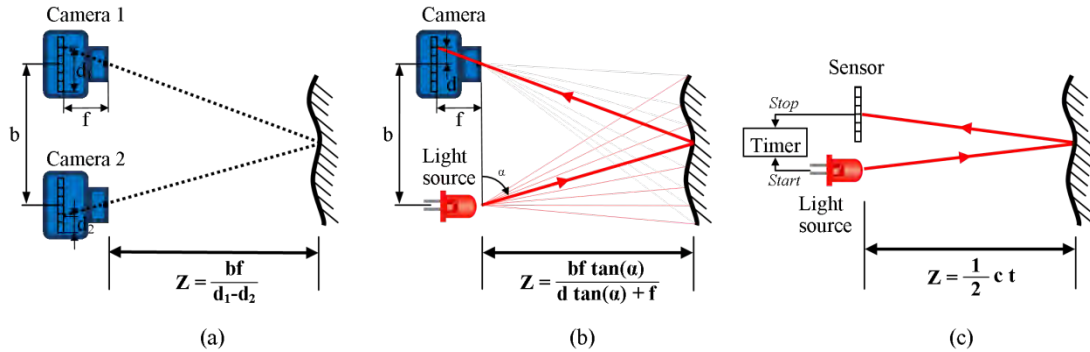 Camera 1
d₁
f
b
Camera 2
d₂
Z = bf / d₁-d₂
(a)
Camera
d
f
b
Light
source
α
Z = bf tan(α) / d tan(α) + f
(b)
Sensor
Stop
Timer
Start
Light
source
Z = 1/2 c t
(c)